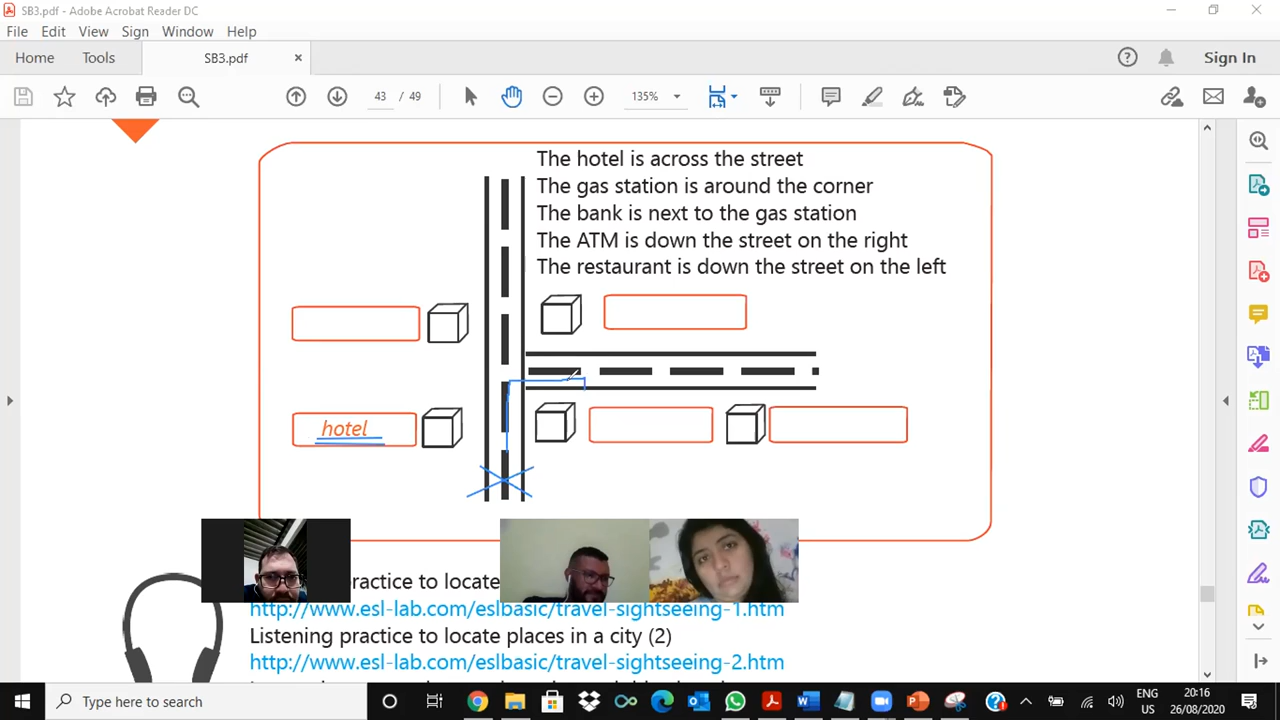 SB3.pdf - Adobe Acrobat Reader DC
File Edit View Sign Window Help
Home Tools SB3.pdf × Sign In
43 / 49 135%
The hotel is across the street
The gas station is around the corner
The bank is next to the gas station
The ATM is down the street on the right
The restaurant is down the street on the left
hotel
ractice to locate
http://www.esl-lab.com/eslbasic/travel-sightseeing-1.htm
Listening practice to locate places in a city (2)
http://www.esl-lab.com/eslbasic/travel-sightseeing-2.htm
Type here to search
ENG
US
20:16
26/08/2020